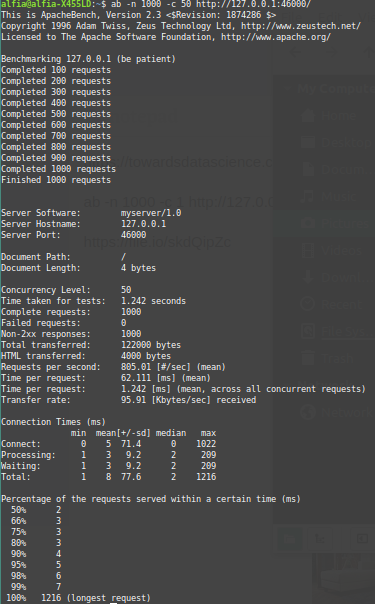 alfia@alfia-X455LD:~$ ab -n 1000 -c 50 http://127.0.0.1:46000/
This is ApacheBench, Version 2.3 <$Revision: 1874286 $>
Copyright 1996 Adam Twiss, Zeus Technology Ltd, http://www.zeustech.net/
Licensed to The Apache Software Foundation, http://www.apache.org/

Benchmarking 127.0.0.1 (be patient)
Completed 100 requests
Completed 200 requests
Completed 300 requests
Completed 400 requests
Completed 500 requests
Completed 600 requests
Completed 700 requests
Completed 800 requests
Completed 900 requests
Completed 1000 requests
Finished 1000 requests

Server Software:        myserver/1.0
Server Hostname:        127.0.0.1
Server Port:            46000

Document Path:          /
Document Length:        4 bytes

Concurrency Level:      50
Time taken for tests:   1.242 seconds
Complete requests:      1000
Failed requests:        0
Non-2xx responses:      1000
Total transferred:      122000 bytes
HTML transferred:       4000 bytes
Requests per second:    805.01 [#/sec] (mean)
Time per request:       62.111 [ms] (mean)
Time per request:       1.242 [ms] (mean, across all concurrent requests)
Transfer rate:          95.91 [Kbytes/sec] received

Connection Times (ms)
              min  mean[+/-sd] median   max
Connect:        0    5  71.4      0    1022
Processing:     1    3   9.2      2     209
Waiting:        1    3   9.2      2     209
Total:          1    8  77.6      2    1216

Percentage of the requests served within a certain time (ms)
  50%      2
  66%      3
  75%      3
  80%      3
  90%      4
  95%      5
  98%      6
  99%      7
 100%   1216 (longest request)